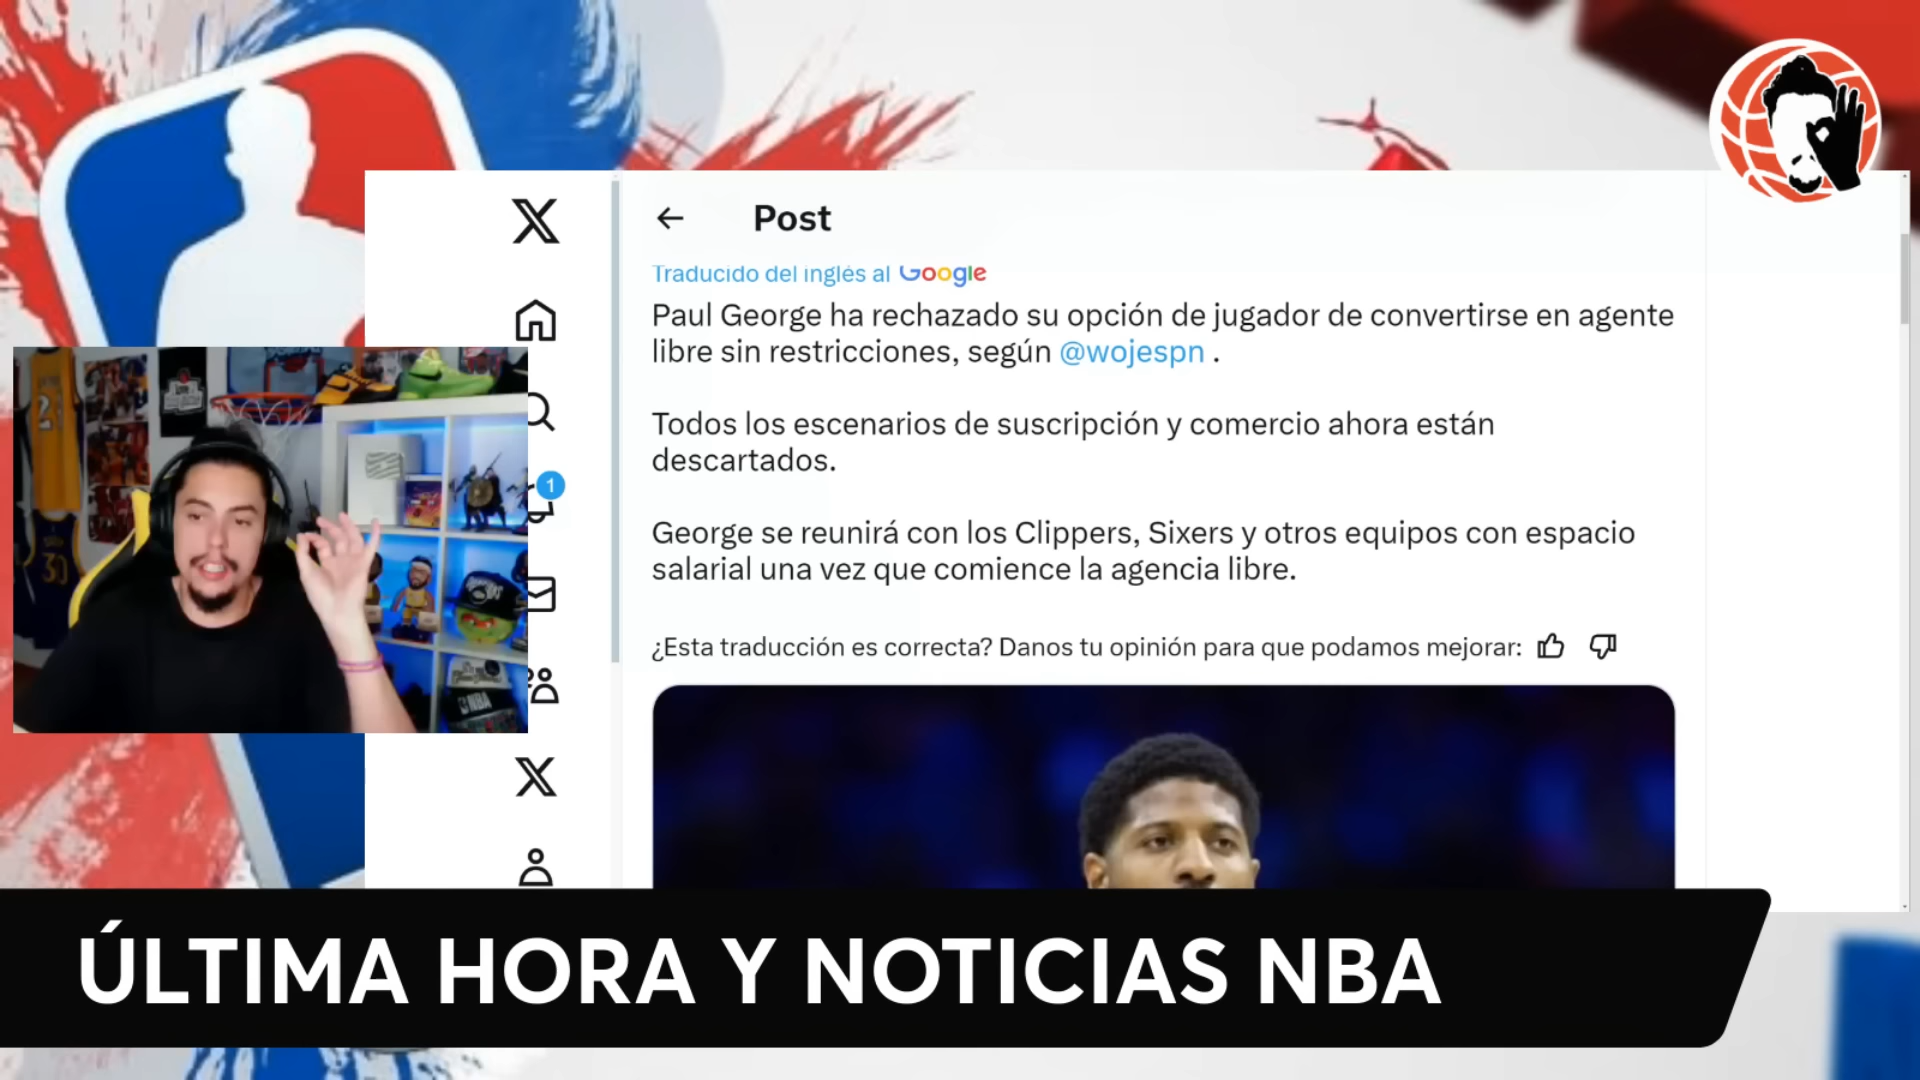 Post
Traducido del inglés al Google
Paul George ha rechazado su opción de jugador de convertirse en agente
libre sin restricciones, según @wojespn .
Todos los escenarios de suscripción y comercio ahora están
descartados.
George se reunirá con los Clippers, Sixers y otros equipos con espacio
salarial una vez que comience la agencia libre.
¿Esta traducción es correcta? Danos tu opinión para que podamos mejorar:
1
30
NBA
ÚLTIMA HORA Y NOTICIAS NBA